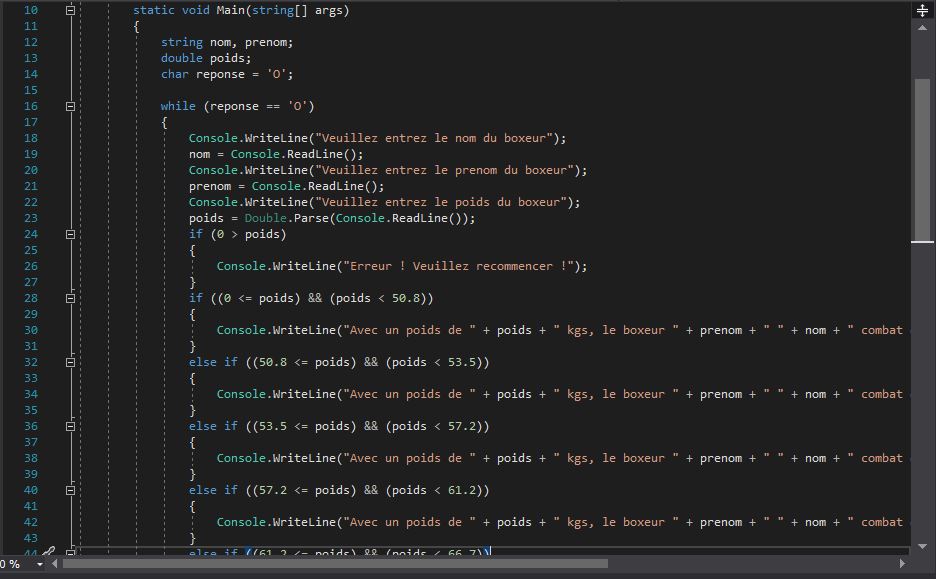 10 static void Main(string[] args)
11 {
12 string nom, prenom;
13 double poids;
14 char reponse = 'O';
15
16 while (reponse == 'O')
17 {
18 Console.WriteLine("Veuillez entrez le nom du boxeur");
19 nom = Console.ReadLine();
20 Console.WriteLine("Veuillez entrez le prenom du boxeur");
21 prenom = Console.ReadLine();
22 Console.WriteLine("Veuillez entrez le poids du boxeur");
23 poids = Double.Parse(Console.ReadLine());
24 if (0 > poids)
25 {
26 Console.WriteLine("Erreur ! Veuillez recommencer !");
27 }
28 if ((0 <= poids) && (poids < 50.8))
29 {
30 Console.WriteLine("Avec un poids de " + poids + " kgs, le boxeur " + prenom + " " + nom + " combat
31 }
32 else if ((50.8 <= poids) && (poids < 53.5))
33 {
34 Console.WriteLine("Avec un poids de " + poids + " kgs, le boxeur " + prenom + " " + nom + " combat
35 }
36 else if ((53.5 <= poids) && (poids < 57.2))
37 {
38 Console.WriteLine("Avec un poids de " + poids + " kgs, le boxeur " + prenom + " " + nom + " combat
39 }
40 else if ((57.2 <= poids) && (poids < 61.2))
41 {
42 Console.WriteLine("Avec un poids de " + poids + " kgs, le boxeur " + prenom + " " + nom + " combat
43 }
44 else if ((61.2 <= poids) && (poids < 66.7))
0 %